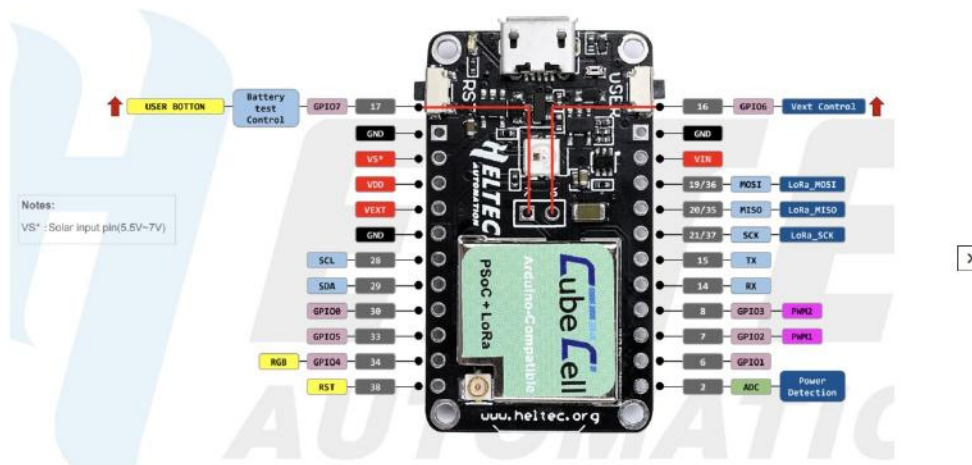 RST
USER
USER BOTTON
Battery
test
Control
GPIO7
17
16
GPIO6
Vext Control
GND
GND
VS*
VIN
VDD
19/36
MOSI
LoRa_MOSI
VEXT
20/35
MISO
LoRa_MISO
GND
21/37
SCK
LoRa_SCK
SCL
28
15
TX
SDA
29
14
RX
GPIO0
30
8
GPIO3
PWM2
GPIO5
33
7
GPIO2
PWM1
RGB
GPIO4
34
6
GPIO1
RST
38
2
ADC
Power
Detection
Notes:
VS* : Solar input pin(5.5V~7V)
HELTEC
AUTOMATION
7
6
Cube Cell
Arduino-Compatible
PSoC + LoRa
www.heltec.org
AUTOMATIC
X